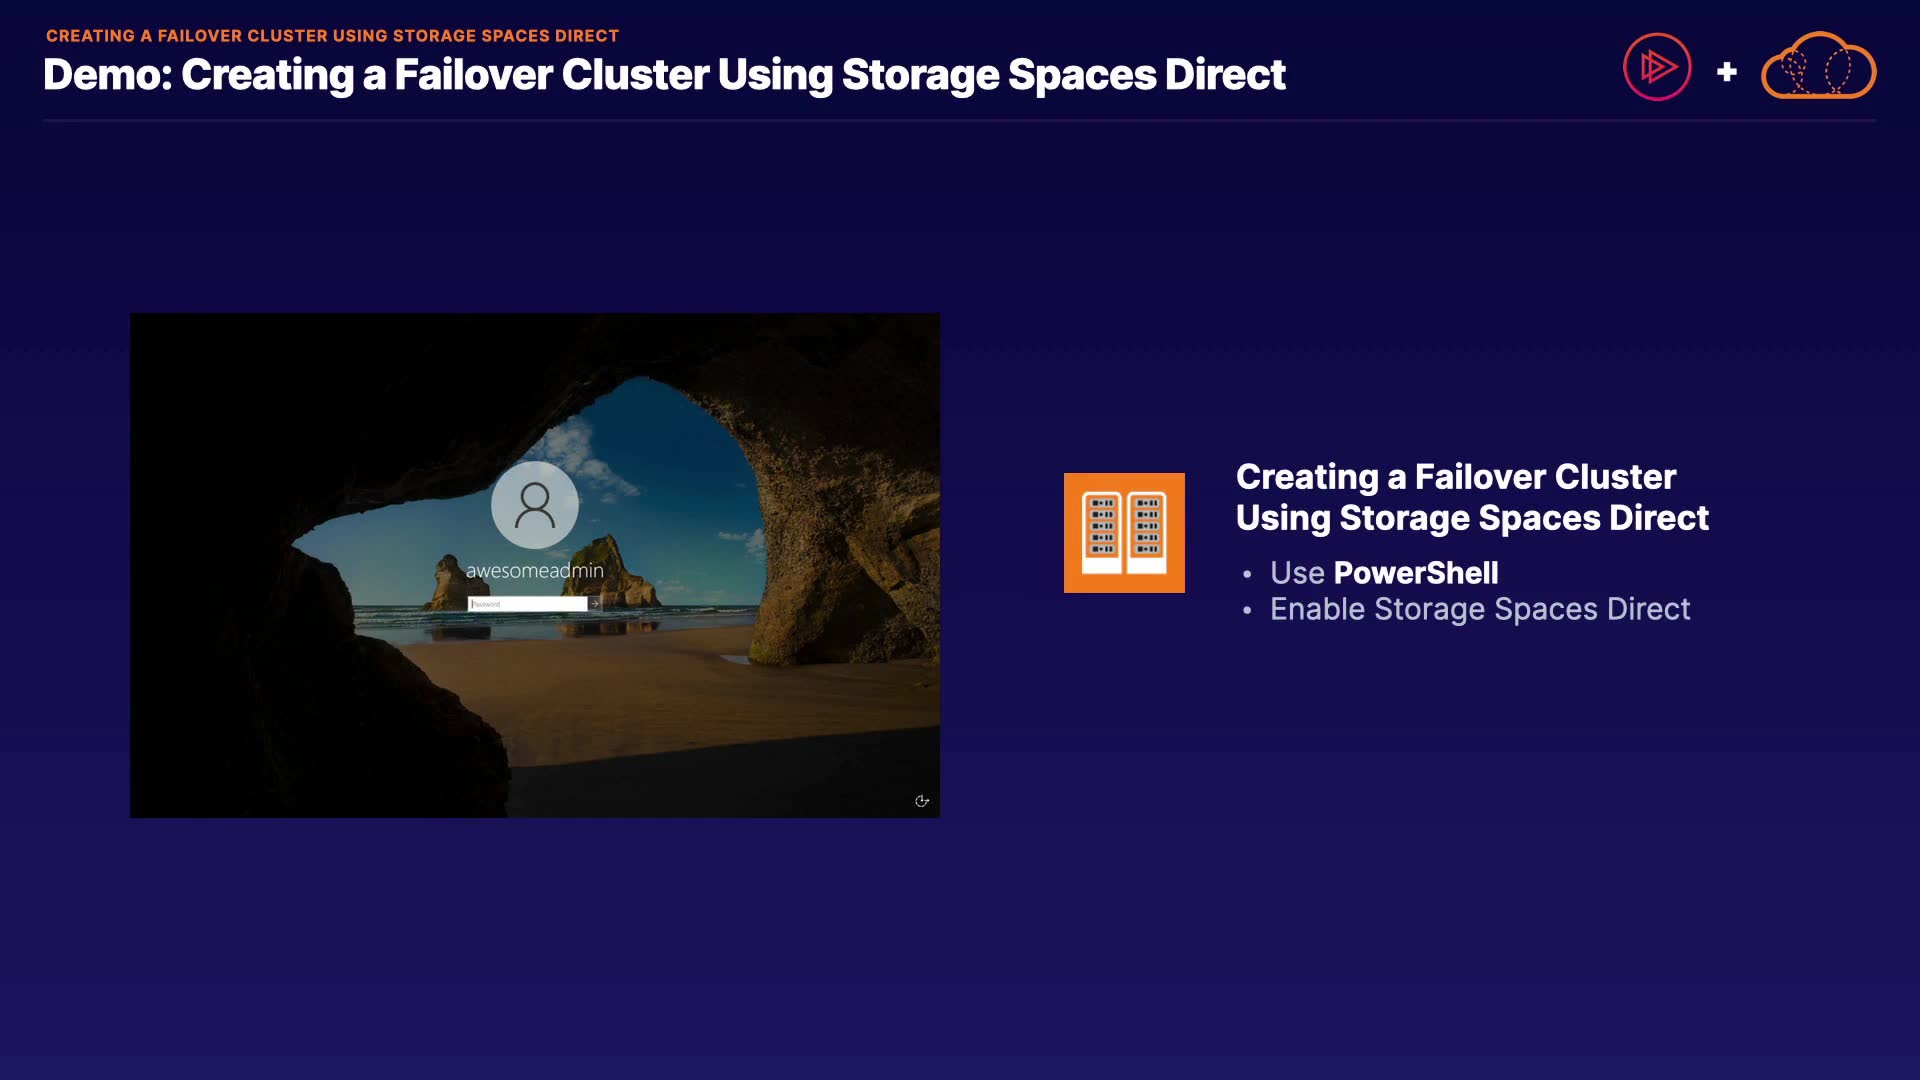 CREATING A FAILOVER CLUSTER USING STORAGE SPACES DIRECT
Demo: Creating a Failover Cluster Using Storage Spaces Direct
awesomeadmin
Password
Creating a Failover Cluster
Using Storage Spaces Direct
• Use PowerShell
• Enable Storage Spaces Direct